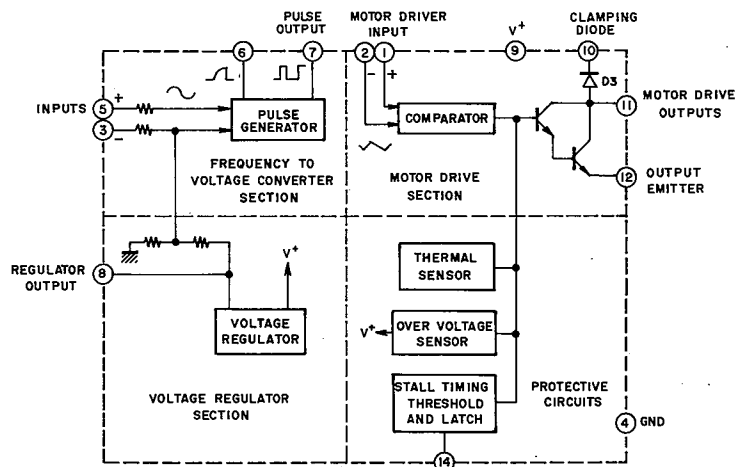 PULSE
OUTPUT
MOTOR DRIVER
INPUT
V+
CLAMPING
DIODE
6
7
2
1
9
10
- +
D3
INPUTS
5
+
3
-
PULSE
GENERATOR
COMPARATOR
11
MOTOR DRIVE
OUTPUTS
FREQUENCY TO
VOLTAGE CONVERTER
SECTION
MOTOR DRIVE
SECTION
12
OUTPUT
EMITTER
REGULATOR
OUTPUT
8
V+
VOLTAGE
REGULATOR
THERMAL
SENSOR
V+
OVER VOLTAGE
SENSOR
VOLTAGE REGULATOR
SECTION
STALL TIMING
THRESHOLD
AND LATCH
PROTECTIVE
CIRCUITS
4
GND
14